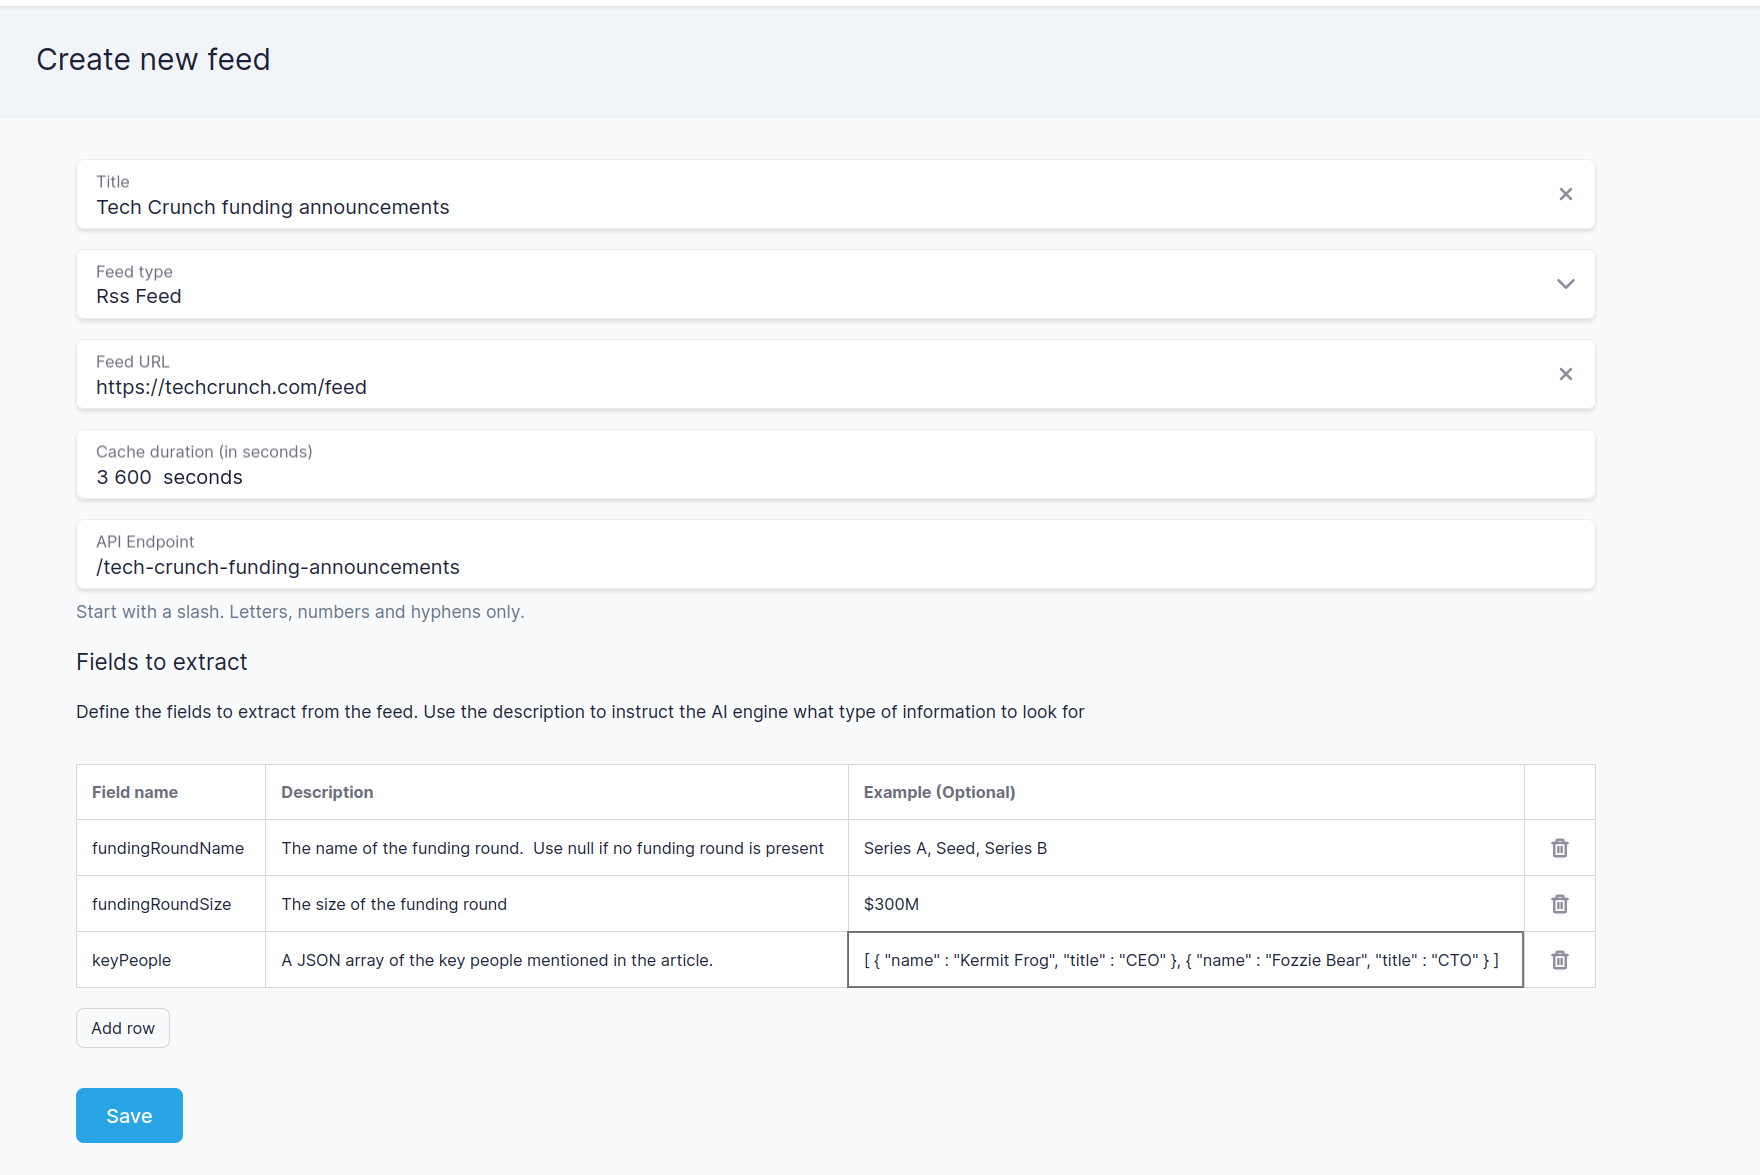 Create new feed
Title
Tech Crunch funding announcements
Feed type
Rss Feed
Feed URL
https://techcrunch.com/feed
Cache duration (in seconds)
3 600  seconds
API Endpoint
/tech-crunch-funding-announcements
Start with a slash. Letters, numbers and hyphens only.
Fields to extract
Define the fields to extract from the feed. Use the description to instruct the AI engine what type of information to look for
Field name Description Example (Optional)
fundingRoundName The name of the funding round.  Use null if no funding round is present Series A, Seed, Series B
fundingRoundSize The size of the funding round $300M
keyPeople A JSON array of the key people mentioned in the article. [ { "name" : "Kermit Frog", "title" : "CEO" }, { "name" : "Fozzie Bear", "title" : "CTO" } ]
Add row
Save